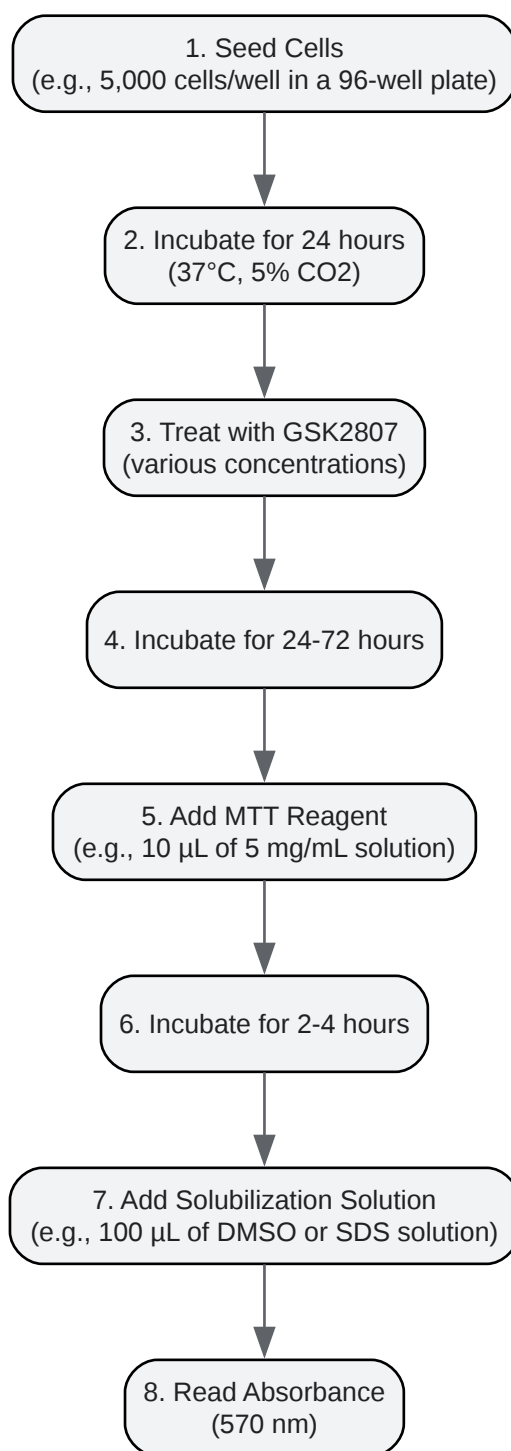 1. Seed Cells
(e.g., 5,000 cells/well in a 96-well plate)
2. Incubate for 24 hours
(37°C, 5% CO2)
3. Treat with GSK2807
(various concentrations)
4. Incubate for 24-72 hours
5. Add MTT Reagent
(e.g., 10 µL of 5 mg/mL solution)
6. Incubate for 2-4 hours
7. Add Solubilization Solution
(e.g., 100 µL of DMSO or SDS solution)
8. Read Absorbance
(570 nm)